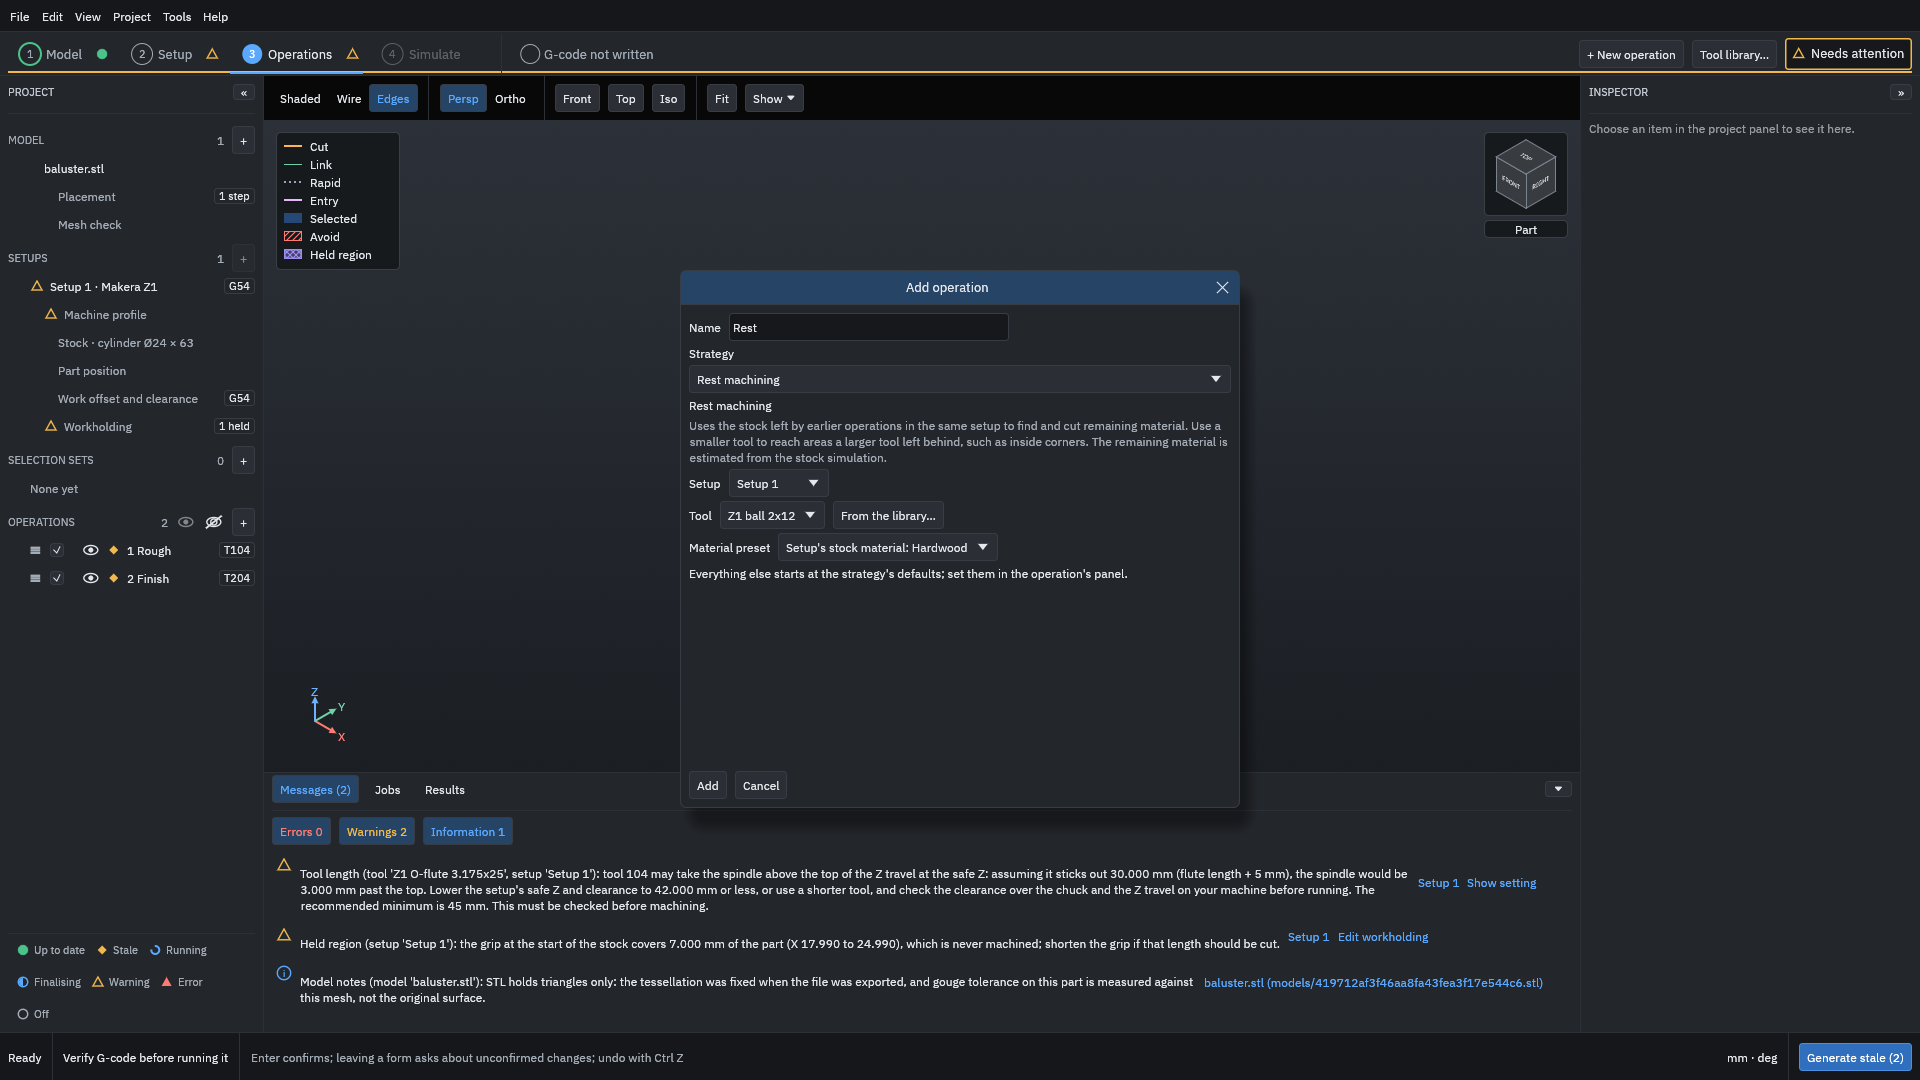 File Edit View Project Tools Help
1 Model 2 Setup 3 Operations 4 Simulate G-code not written + New operation Tool library... Needs attention
PROJECT «
Shaded Wire Edges Persp Ortho Front Top Iso Fit Show
INSPECTOR »
Choose an item in the project panel to see it here.
MODEL 1 +
baluster.stl
Placement 1 step
Mesh check
SETUPS 1 +
Setup 1 · Makera Z1 G54
Machine profile
Stock · cylinder Ø24 × 63
Part position
Work offset and clearance G54
Workholding 1 held
SELECTION SETS 0 +
None yet
OPERATIONS 2 +
1 Rough T104
2 Finish T204
Cut
Link
Rapid
Entry
Selected
Avoid
Held region
TOP
FRONT RIGHT
Part
Z
Y
X
Add operation
Name Rest
Strategy
Rest machining
Rest machining
Uses the stock left by earlier operations in the same setup to find and cut remaining material. Use a
smaller tool to reach areas a larger tool left behind, such as inside corners. The remaining material is
estimated from the stock simulation.
Setup Setup 1
Tool Z1 ball 2x12 From the library...
Material preset Setup's stock material: Hardwood
Everything else starts at the strategy's defaults; set them in the operation's panel.
Add Cancel
Messages (2) Jobs Results
Errors 0 Warnings 2 Information 1
Tool length (tool 'Z1 O-flute 3.175x25', setup 'Setup 1'): tool 104 may take the spindle above the top of the Z travel at the safe Z: assuming it sticks out 30.000 mm (flute length + 5 mm), the spindle would be
3.000 mm past the top. Lower the setup's safe Z and clearance to 42.000 mm or less, or use a shorter tool, and check the clearance over the chuck and the Z travel on your machine before running. The
recommended minimum is 45 mm. This must be checked before machining.
Setup 1 Show setting
Held region (setup 'Setup 1'): the grip at the start of the stock covers 7.000 mm of the part (X 17.990 to 24.990), which is never machined; shorten the grip if that length should be cut. Setup 1 Edit workholding
Model notes (model 'baluster.stl'): STL holds triangles only: the tessellation was fixed when the file was exported, and gouge tolerance on this part is measured against
this mesh, not the original surface.
baluster.stl (models/419712af3f46aa8fa43fea3f17e544c6.stl)
Up to date Stale Running
Finalising Warning Error
Off
Ready Verify G-code before running it Enter confirms; leaving a form asks about unconfirmed changes; undo with Ctrl Z mm · deg Generate stale (2)